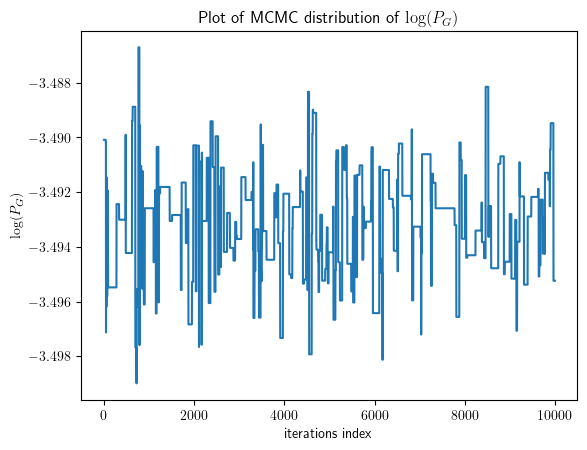 Plot of MCMC distribution of log(P_G)
log(P_G)
−3.488
−3.490
−3.492
−3.494
−3.496
−3.498
0 2000 4000 6000 8000 10000
iterations index